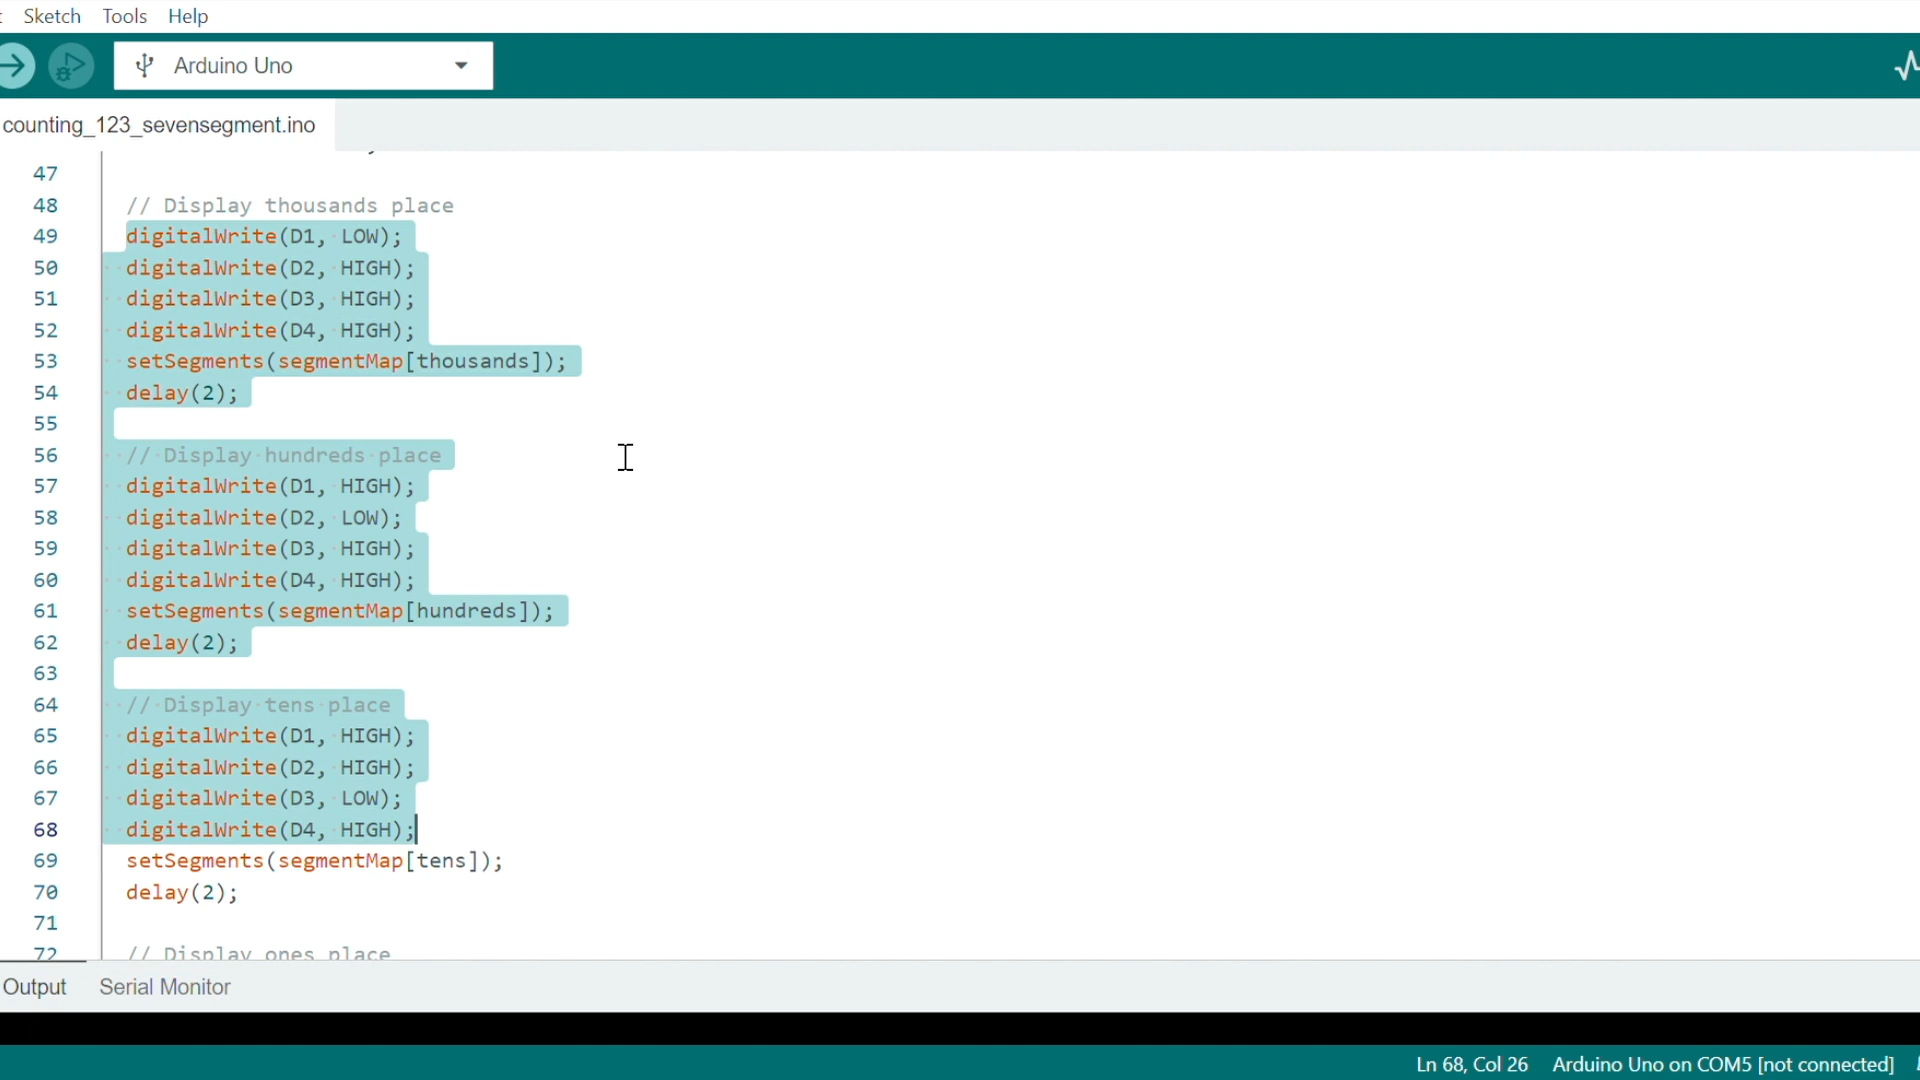 Sketch Tools Help
Arduino Uno
counting_123_sevensegment.ino
47
48 // Display thousands place
49 digitalWrite(D1, LOW);
50 digitalWrite(D2, HIGH);
51 digitalWrite(D3, HIGH);
52 digitalWrite(D4, HIGH);
53 setSegments(segmentMap[thousands]);
54 delay(2);
55
56 // Display hundreds place
57 digitalWrite(D1, HIGH);
58 digitalWrite(D2, LOW);
59 digitalWrite(D3, HIGH);
60 digitalWrite(D4, HIGH);
61 setSegments(segmentMap[hundreds]);
62 delay(2);
63
64 // Display tens place
65 digitalWrite(D1, HIGH);
66 digitalWrite(D2, HIGH);
67 digitalWrite(D3, LOW);
68 digitalWrite(D4, HIGH);
69 setSegments(segmentMap[tens]);
70 delay(2);
71
72 // Display ones place
Output Serial Monitor
Ln 68, Col 26 Arduino Uno on COM5 [not connected]